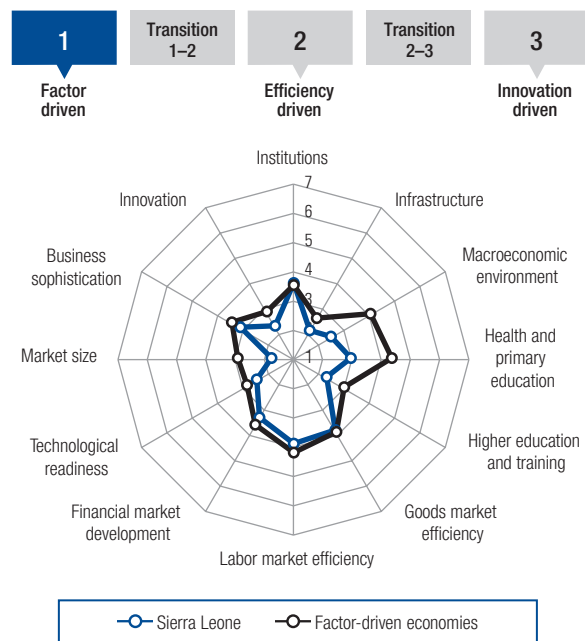 1
Transition
1–2
2
Transition
2–3
3
Factor
driven
Efficiency
driven
Innovation
driven
Institutions
Infrastructure
Macroeconomic
environment
Health and
primary
education
Higher education
and training
Goods market
efficiency
Labor market efficiency
Financial market
development
Technological
readiness
Market size
Business
sophistication
Innovation
7
6
5
4
3
1
Sierra Leone
Factor-driven economies